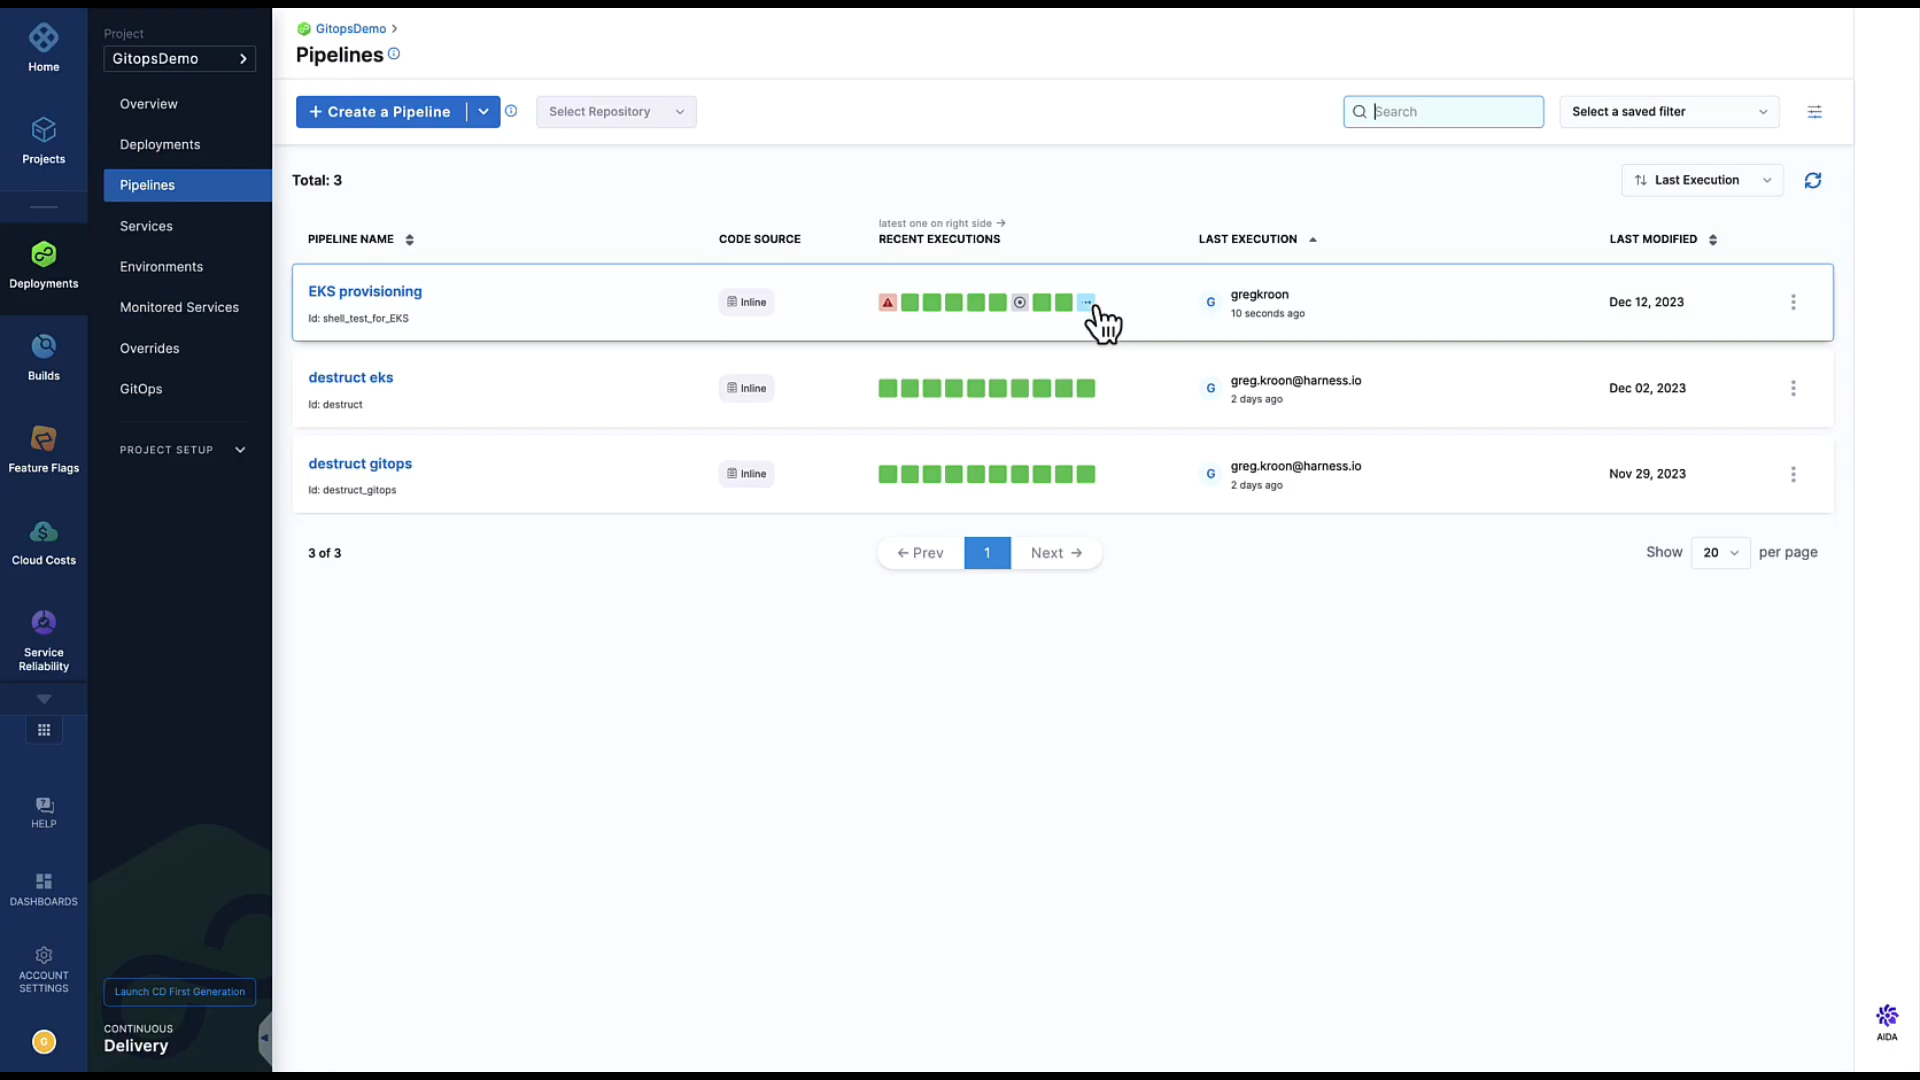 Home
Projects
Deployments
Builds
Feature Flags
Cloud Costs
Service
Reliability
HELP
DASHBOARDS
ACCOUNT
SETTINGS
G
Project
GitopsDemo
Overview
Deployments
Pipelines
Services
Environments
Monitored Services
Overrides
GitOps
PROJECT SETUP
Launch CD First Generation
CONTINUOUS
Delivery
GitopsDemo
Pipelines
+ Create a Pipeline
Select Repository
Search
Select a saved filter
Total: 3
Last Execution
latest one on right side →
PIPELINE NAME CODE SOURCE RECENT EXECUTIONS LAST EXECUTION LAST MODIFIED
EKS provisioning
Id: shell_test_for_EKS
Inline
G
gregkroon
10 seconds ago
Dec 12, 2023
destruct eks
Id: destruct
Inline
G
greg.kroon@harness.io
2 days ago
Dec 02, 2023
destruct gitops
Id: destruct_gitops
Inline
G
greg.kroon@harness.io
2 days ago
Nov 29, 2023
3 of 3
← Prev 1 Next →
Show 20 per page
AIDA